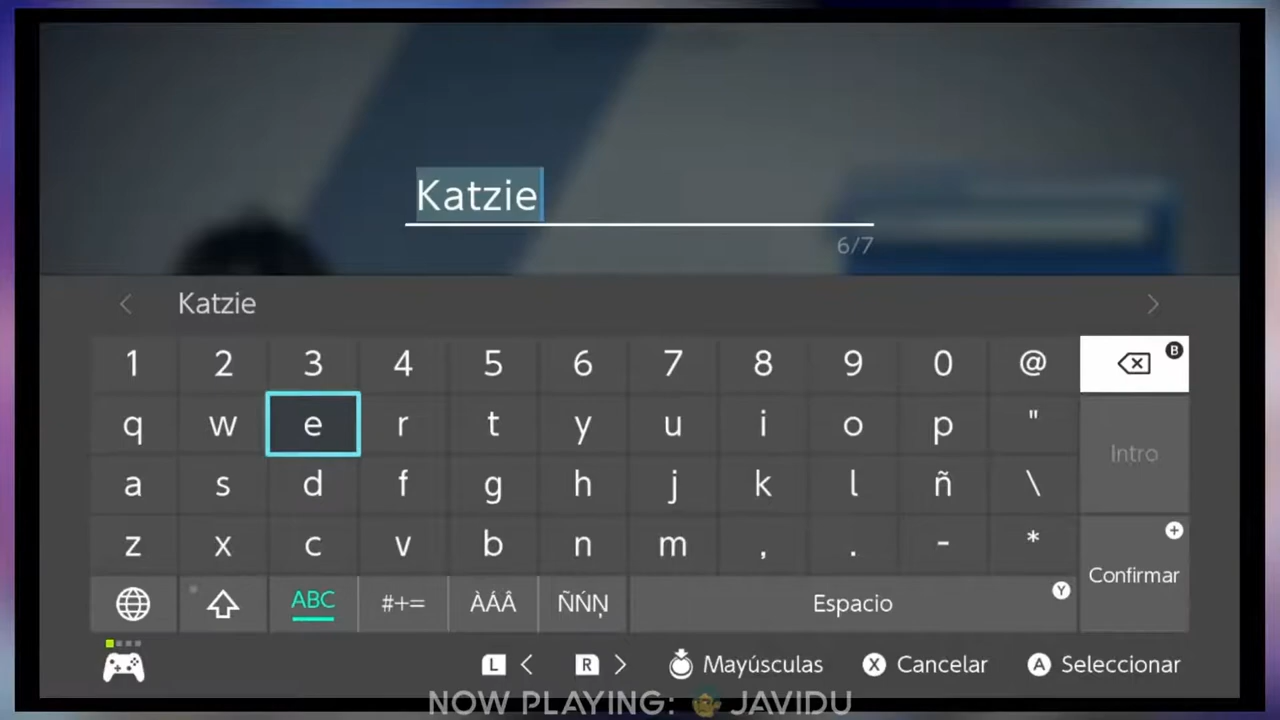 Katzie
6/7
< Katzie >
1 2 3 4 5 6 7 8 9 0 @ B
q w e r t y u i o p "
Intro
a s d f g h j k l ñ \
z x c v b n m , . - * +
Confirmar
ABC #+= ÀÁÂ ÑŃŅ Espacio Y
L < R > Mayúsculas X Cancelar A Seleccionar
NOW PLAYING: JAVIDU